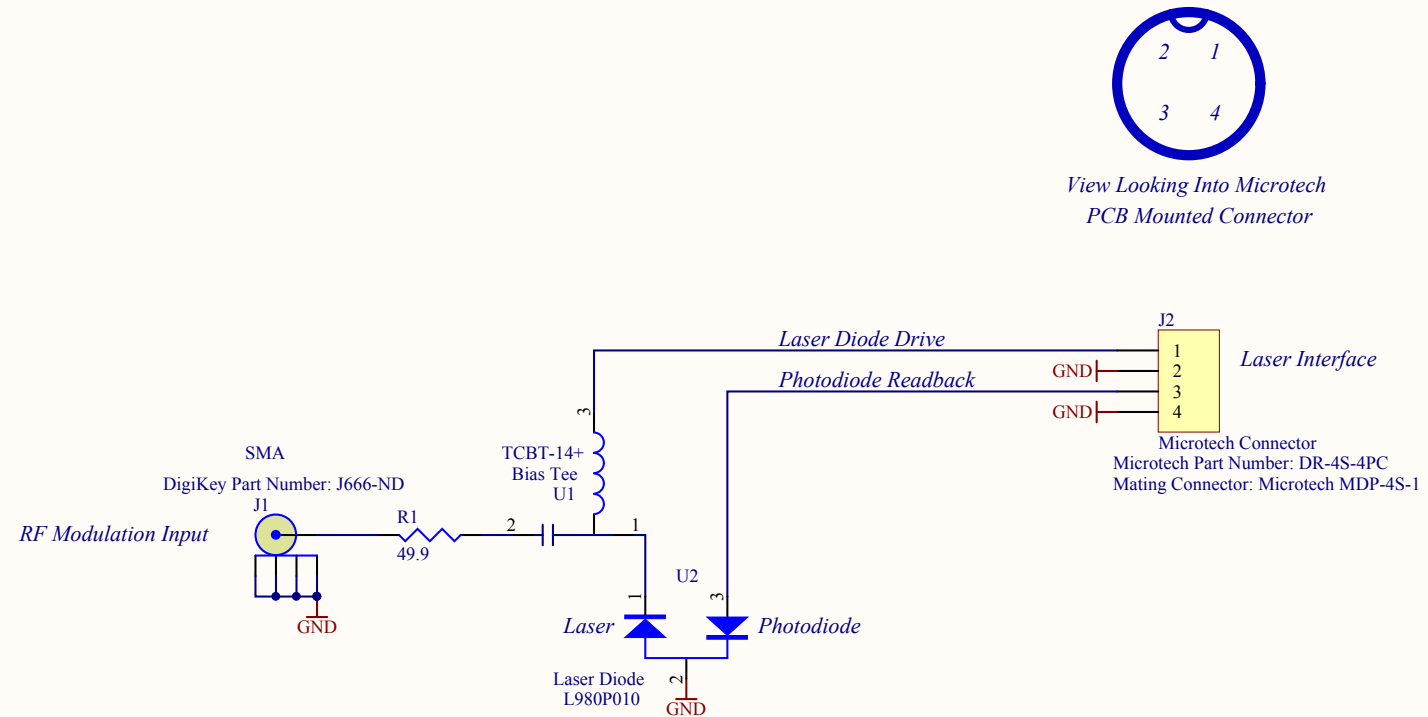 2 1
3 4
View Looking Into Microtech
PCB Mounted Connector
J2
Laser Diode Drive
1
GND
2
Laser Interface
Photodiode Readback
3
GND
4
3
Microtech Connector
Microtech Part Number: DR-4S-4PC
Mating Connector: Microtech MDP-4S-1
SMA
DigiKey Part Number: J666-ND
J1
TCBT-14+
Bias Tee
U1
RF Modulation Input
R1
49.9
2
1
GND
U2
1
3
Laser
Photodiode
Laser Diode
L980P010
2
GND